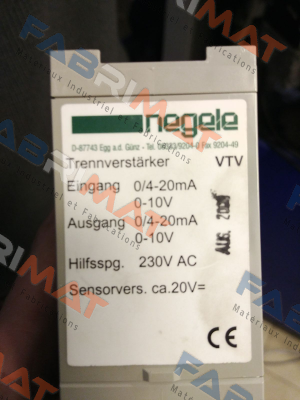 negele
D-87743 Egg a.d. Günz - Tel. 9204-0 Fax 9204-49
Trennverstärker VTV
Eingang 0/4-20mA
0-10V
Ausgang 0/4-20mA
0-10V
AUG.
Hilfsspg. 230V AC
Sensorvers. ca.20V=
CE
FABRIMAT